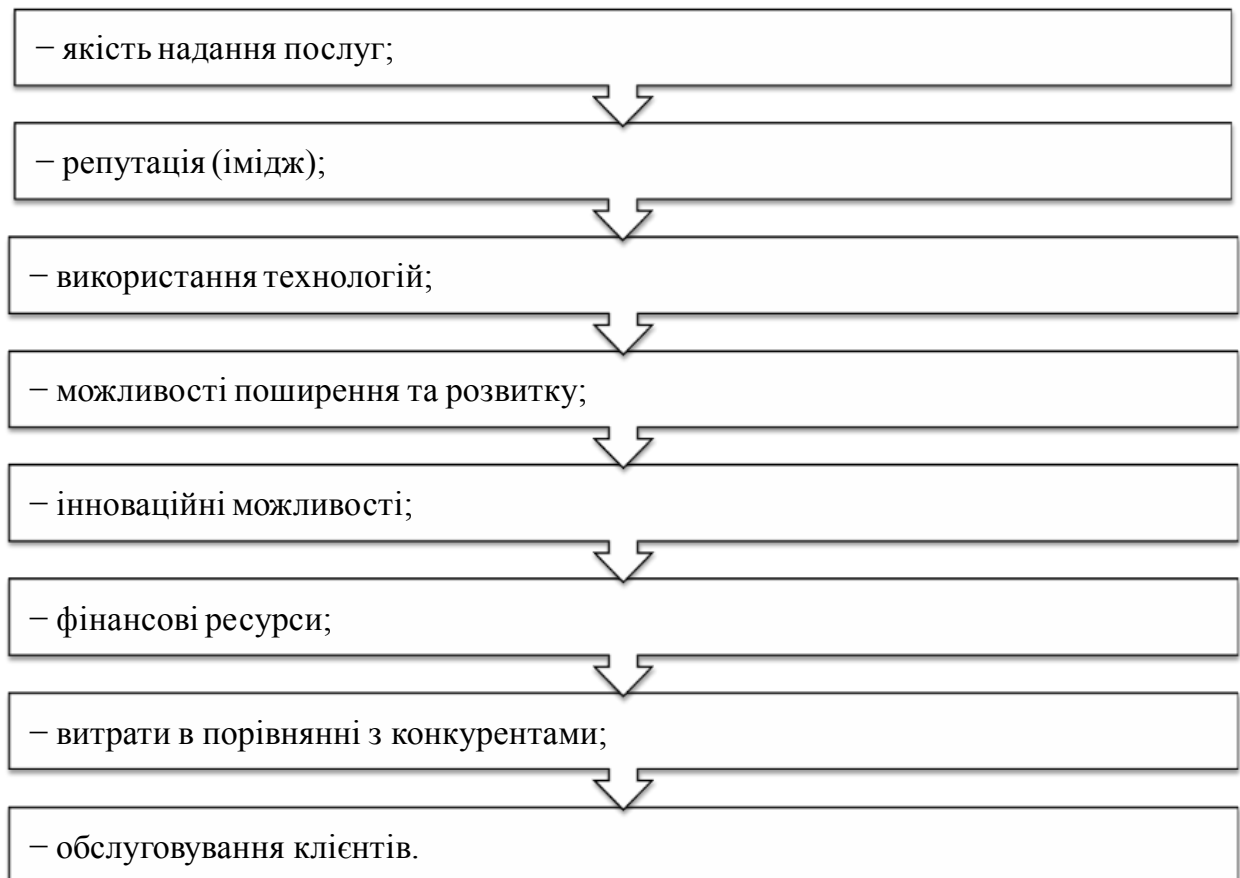 − якість надання послуг;
− репутація (імідж);
− використання технологій;
− можливості поширення та розвитку;
− інноваційні можливості;
− фінансові ресурси;
− витрати в порівнянні з конкурентами;
− обслуговування клієнтів.